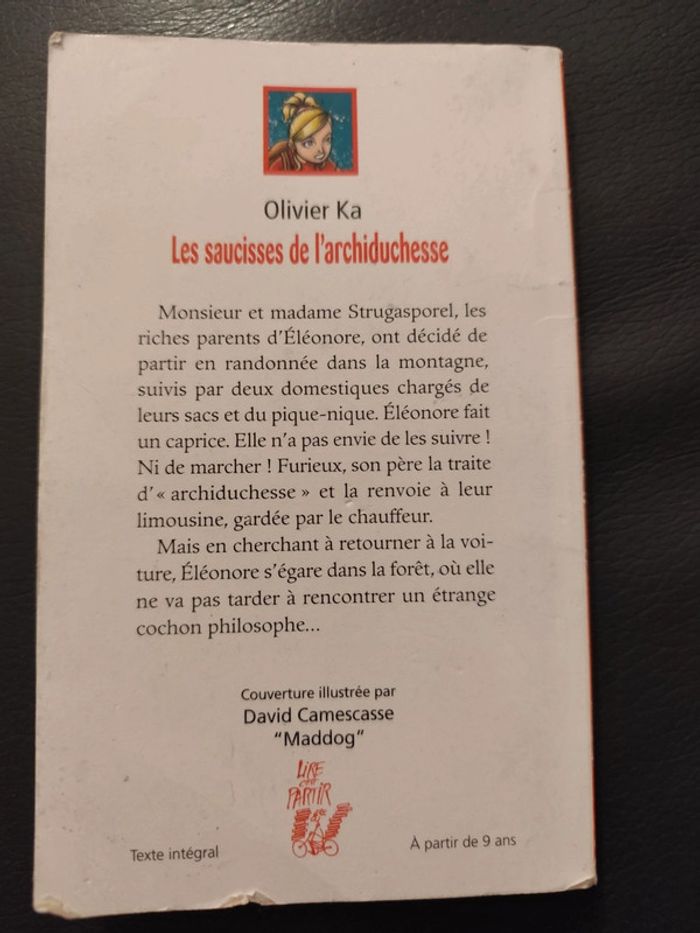 Olivier Ka
Les saucisses de l'archiduchesse
Monsieur et madame Strugasporel, les
riches parents d'Éléonore, ont décidé de
partir en randonnée dans la montagne,
suivis par deux domestiques chargés de
leurs sacs et du pique-nique. Éléonore fait
un caprice. Elle n'a pas envie de les suivre !
Ni de marcher ! Furieux, son père la traite
d'« archiduchesse » et la renvoie à leur
limousine, gardée par le chauffeur.
Mais en cherchant à retourner à la voi-
ture, Éléonore s'égare dans la forêt, où elle
ne va pas tarder à rencontrer un étrange
cochon philosophe...
Couverture illustrée par
David Camescasse
"Maddog"
LIRE
C'EST
PARTIR
Texte intégral
À partir de 9 ans